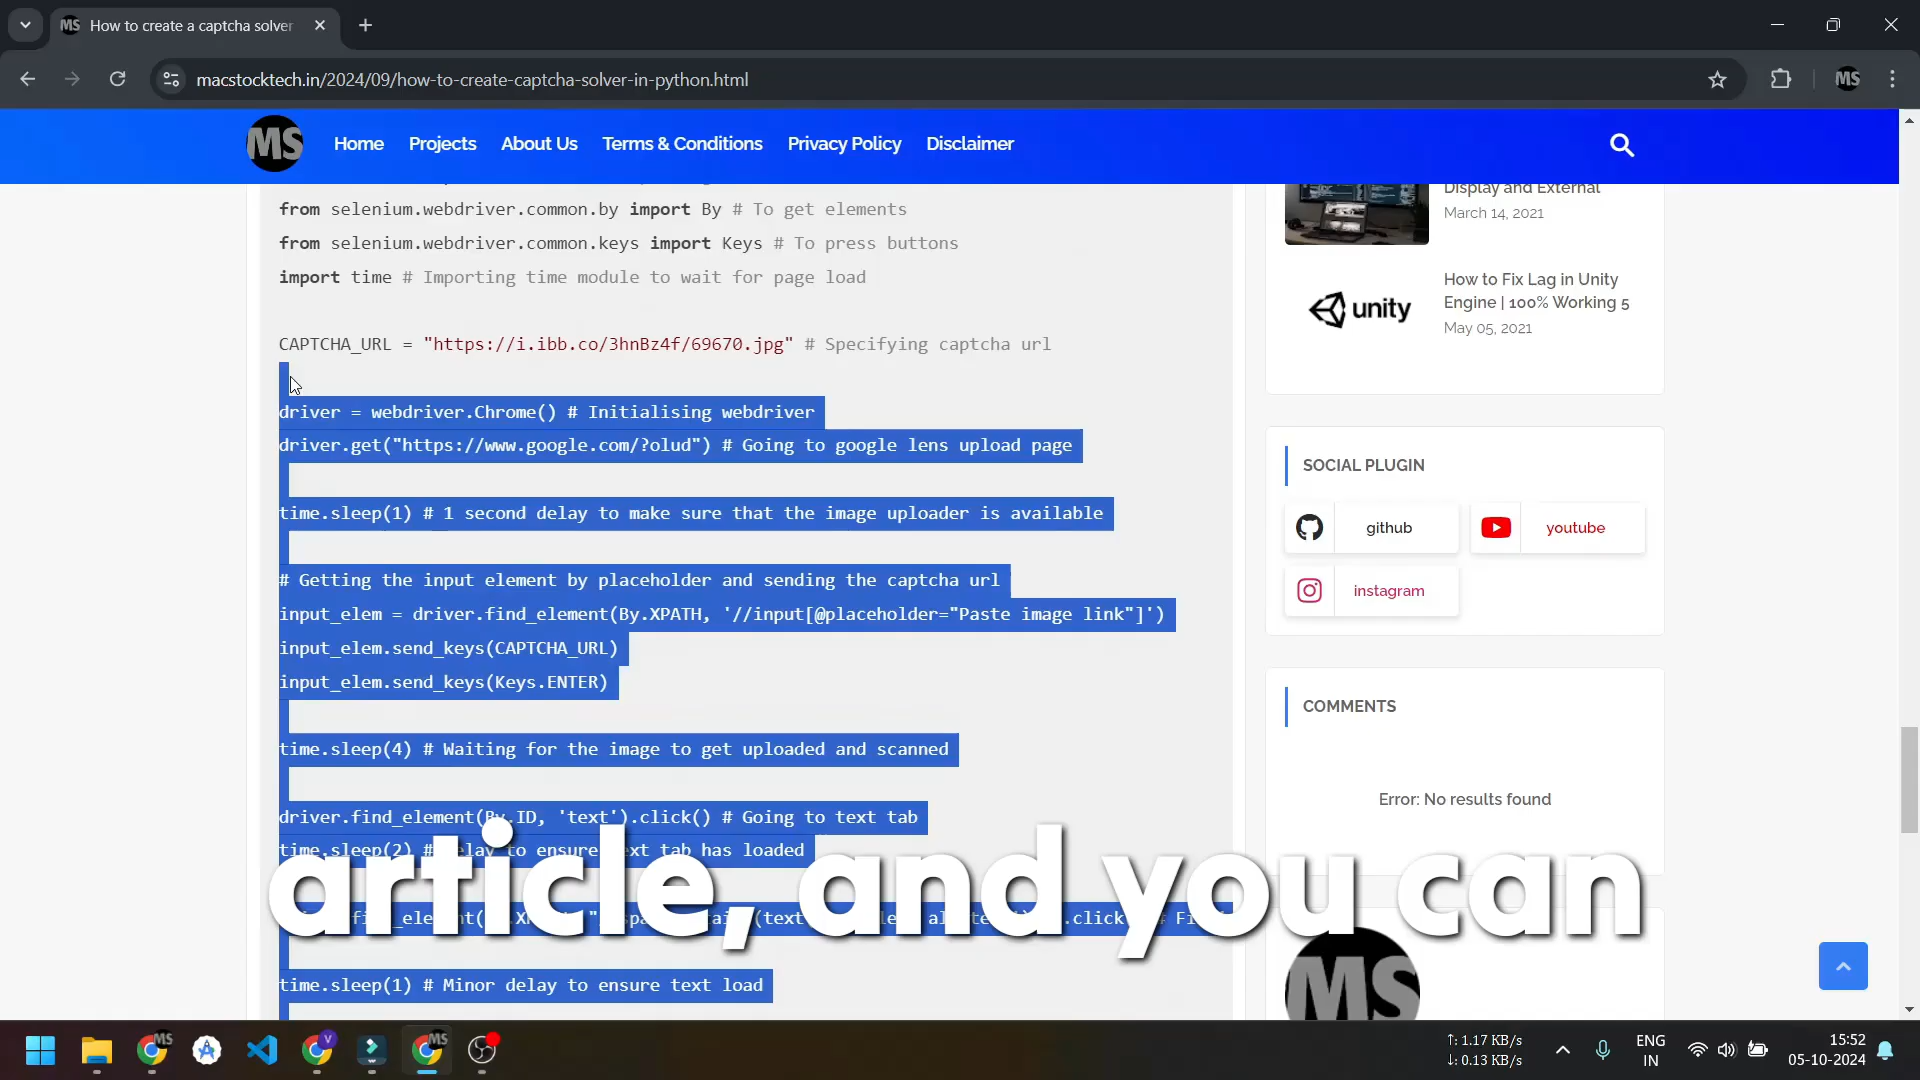 MS How to create a captcha solver
macstocktech.in/2024/09/how-to-create-captcha-solver-in-python.html
MS
MS Home Projects About Us Terms & Conditions Privacy Policy Disclaimer
from selenium.webdriver.common.by import By # To get elements
from selenium.webdriver.common.keys import Keys # To press buttons
import time # Importing time module to wait for page load
CAPTCHA_URL = "https://i.ibb.co/3hnBz4f/69670.jpg" # Specifying captcha url
driver = webdriver.Chrome() # Initialising webdriver
driver.get("https://www.google.com/?olud") # Going to google lens upload page
time.sleep(1) # 1 second delay to make sure that the image uploader is available
# Getting the input element by placeholder and sending the captcha url
input_elem = driver.find_element(By.XPATH, '//input[@placeholder="Paste image link"]')
input_elem.send_keys(CAPTCHA_URL)
input_elem.send_keys(Keys.ENTER)
time.sleep(4) # Waiting for the image to get uploaded and scanned
driver.find_element(By.ID, 'text').click() # Going to text tab
time.sleep(2) # Delay to ensure text tab has loaded
time.sleep(1) # Minor delay to ensure text load
article, and you can
Display and External
March 14, 2021
unity
How to Fix Lag in Unity
Engine | 100% Working 5
May 05, 2021
SOCIAL PLUGIN
github
youtube
instagram
COMMENTS
Error: No results found
MS
MS
V
MS
↑: 1.17 KB/s
↓: 0.13 KB/s
ENG
IN
15:52
05-10-2024